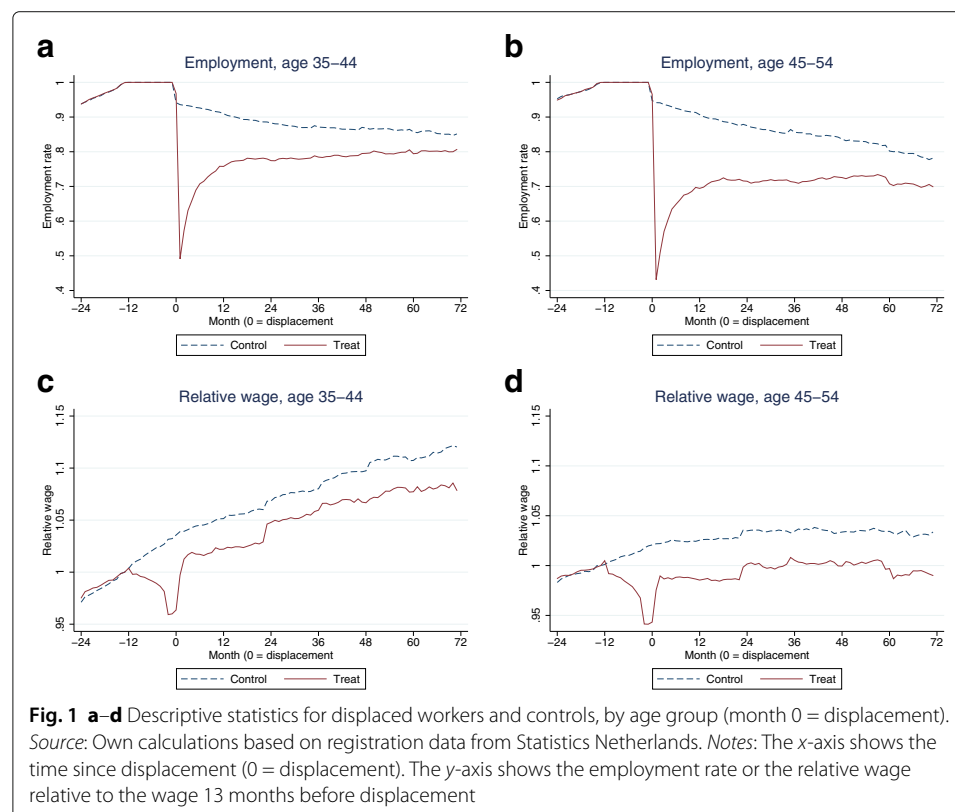 a
Employment, age 35−44
Employment rate
1
.9
.8
.7
.6
.5
.4
−24 −12 0 12 24 36 48 60 72
Month (0 = displacement
Control Treat
b
Employment, age 45−54
Employment rate
1
.9
.8
.7
.6
.5
.4
−24 −12 0 12 24 36 48 60 72
Month (0 = displacement
Control Treat
c
Relative wage, age 35−44
Relative wage
1.15
1.1
1.05
1
.95
−24 −12 0 12 24 36 48 60 72
Month (0 = displacement
Control Treat
d
Relative wage, age 45−54
Relative wage
1.15
1.1
1.05
1
.95
−24 −12 0 12 24 36 48 60 72
Month (0 = displacement
Control Treat
Fig. 1 a–d Descriptive statistics for displaced workers and controls, by age group (month 0 = displacement).
Source: Own calculations based on registration data from Statistics Netherlands. Notes: The x-axis shows the
time since displacement (0 = displacement). The y-axis shows the employment rate or the relative wage
relative to the wage 13 months before displacement